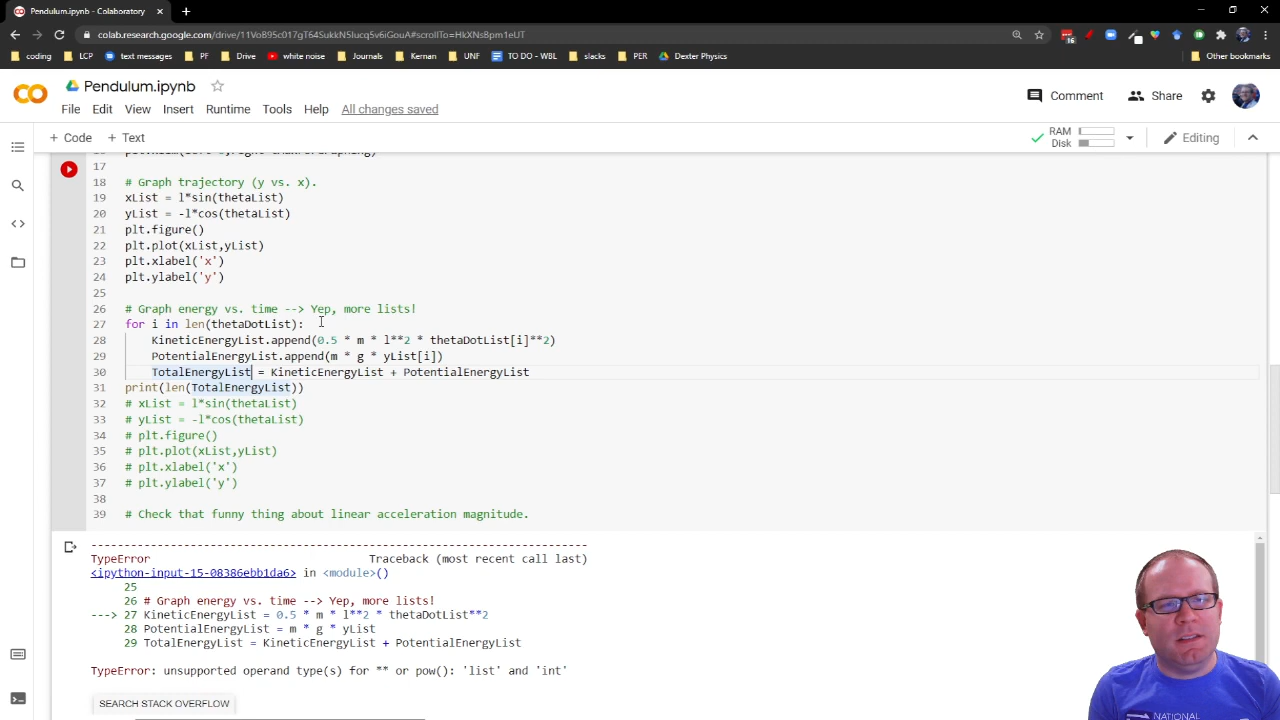 Pendulum.ipynb - Colaboratory
colab.research.google.com/drive/11VoB95c017gT64SukkN5Iucq5v6iGouA#scrollTo=HkXNs8pm1eUT
16
coding LCP text messages PF Drive white noise Journals Kernan UNF TO DO - WBL slacks PER Dexter Physics Other bookmarks
Pendulum.ipynb
File Edit View Insert Runtime Tools Help All changes saved
Comment Share
+ Code + Text
RAM
Disk
Editing
17
18 # Graph trajectory (y vs. x).
19 xList = l*sin(thetaList)
20 yList = -l*cos(thetaList)
21 plt.figure()
22 plt.plot(xList,yList)
23 plt.xlabel('x')
24 plt.ylabel('y')
25
26 # Graph energy vs. time --> Yep, more lists!
27 for i in len(thetaDotList):
28 KineticEnergyList.append(0.5 * m * l**2 * thetaDotList[i]**2)
29 PotentialEnergyList.append(m * g * yList[i])
30 TotalEnergyList = KineticEnergyList + PotentialEnergyList
31 print(len(TotalEnergyList))
32 # xList = l*sin(thetaList)
33 # yList = -l*cos(thetaList)
34 # plt.figure()
35 # plt.plot(xList,yList)
36 # plt.xlabel('x')
37 # plt.ylabel('y')
38
39 # Check that funny thing about linear acceleration magnitude.
---------------------------------------------------------------------------
TypeError Traceback (most recent call last)
<ipython-input-15-08386ebb1da6> in <module>()
25
26 # Graph energy vs. time --> Yep, more lists!
---> 27 KineticEnergyList = 0.5 * m * l**2 * thetaDotList**2
28 PotentialEnergyList = m * g * yList
29 TotalEnergyList = KineticEnergyList + PotentialEnergyList
TypeError: unsupported operand type(s) for ** or pow(): 'list' and 'int'
SEARCH STACK OVERFLOW
NATIONAL